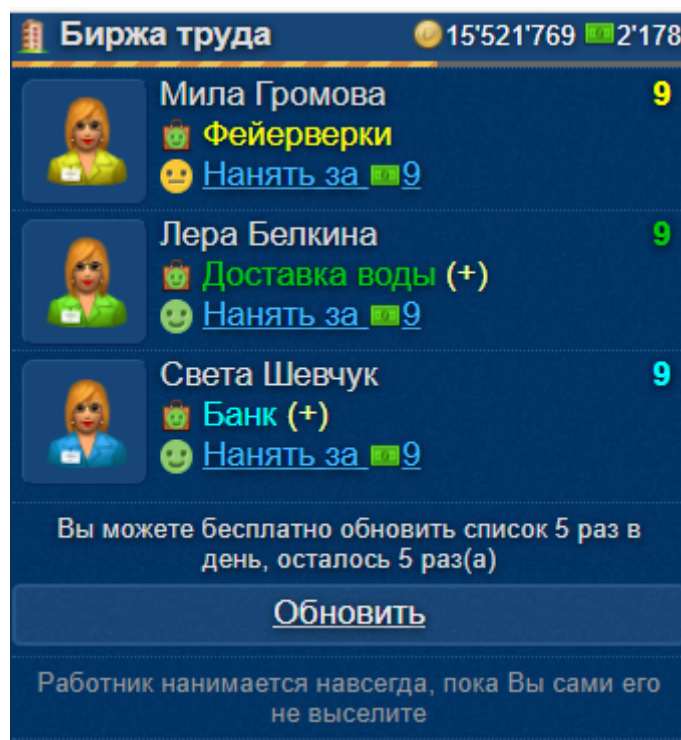 Биржа труда 15'521'769 2'178
Мила Громова 9
Фейерверки
Нанять за 9
Лера Белкина 9
Доставка воды (+)
Нанять за 9
Света Шевчук 9
Банк (+)
Нанять за 9
Вы можете бесплатно обновить список 5 раз в
день, осталось 5 раз(а)
Обновить
Работник нанимается навсегда, пока Вы сами его
не выселите